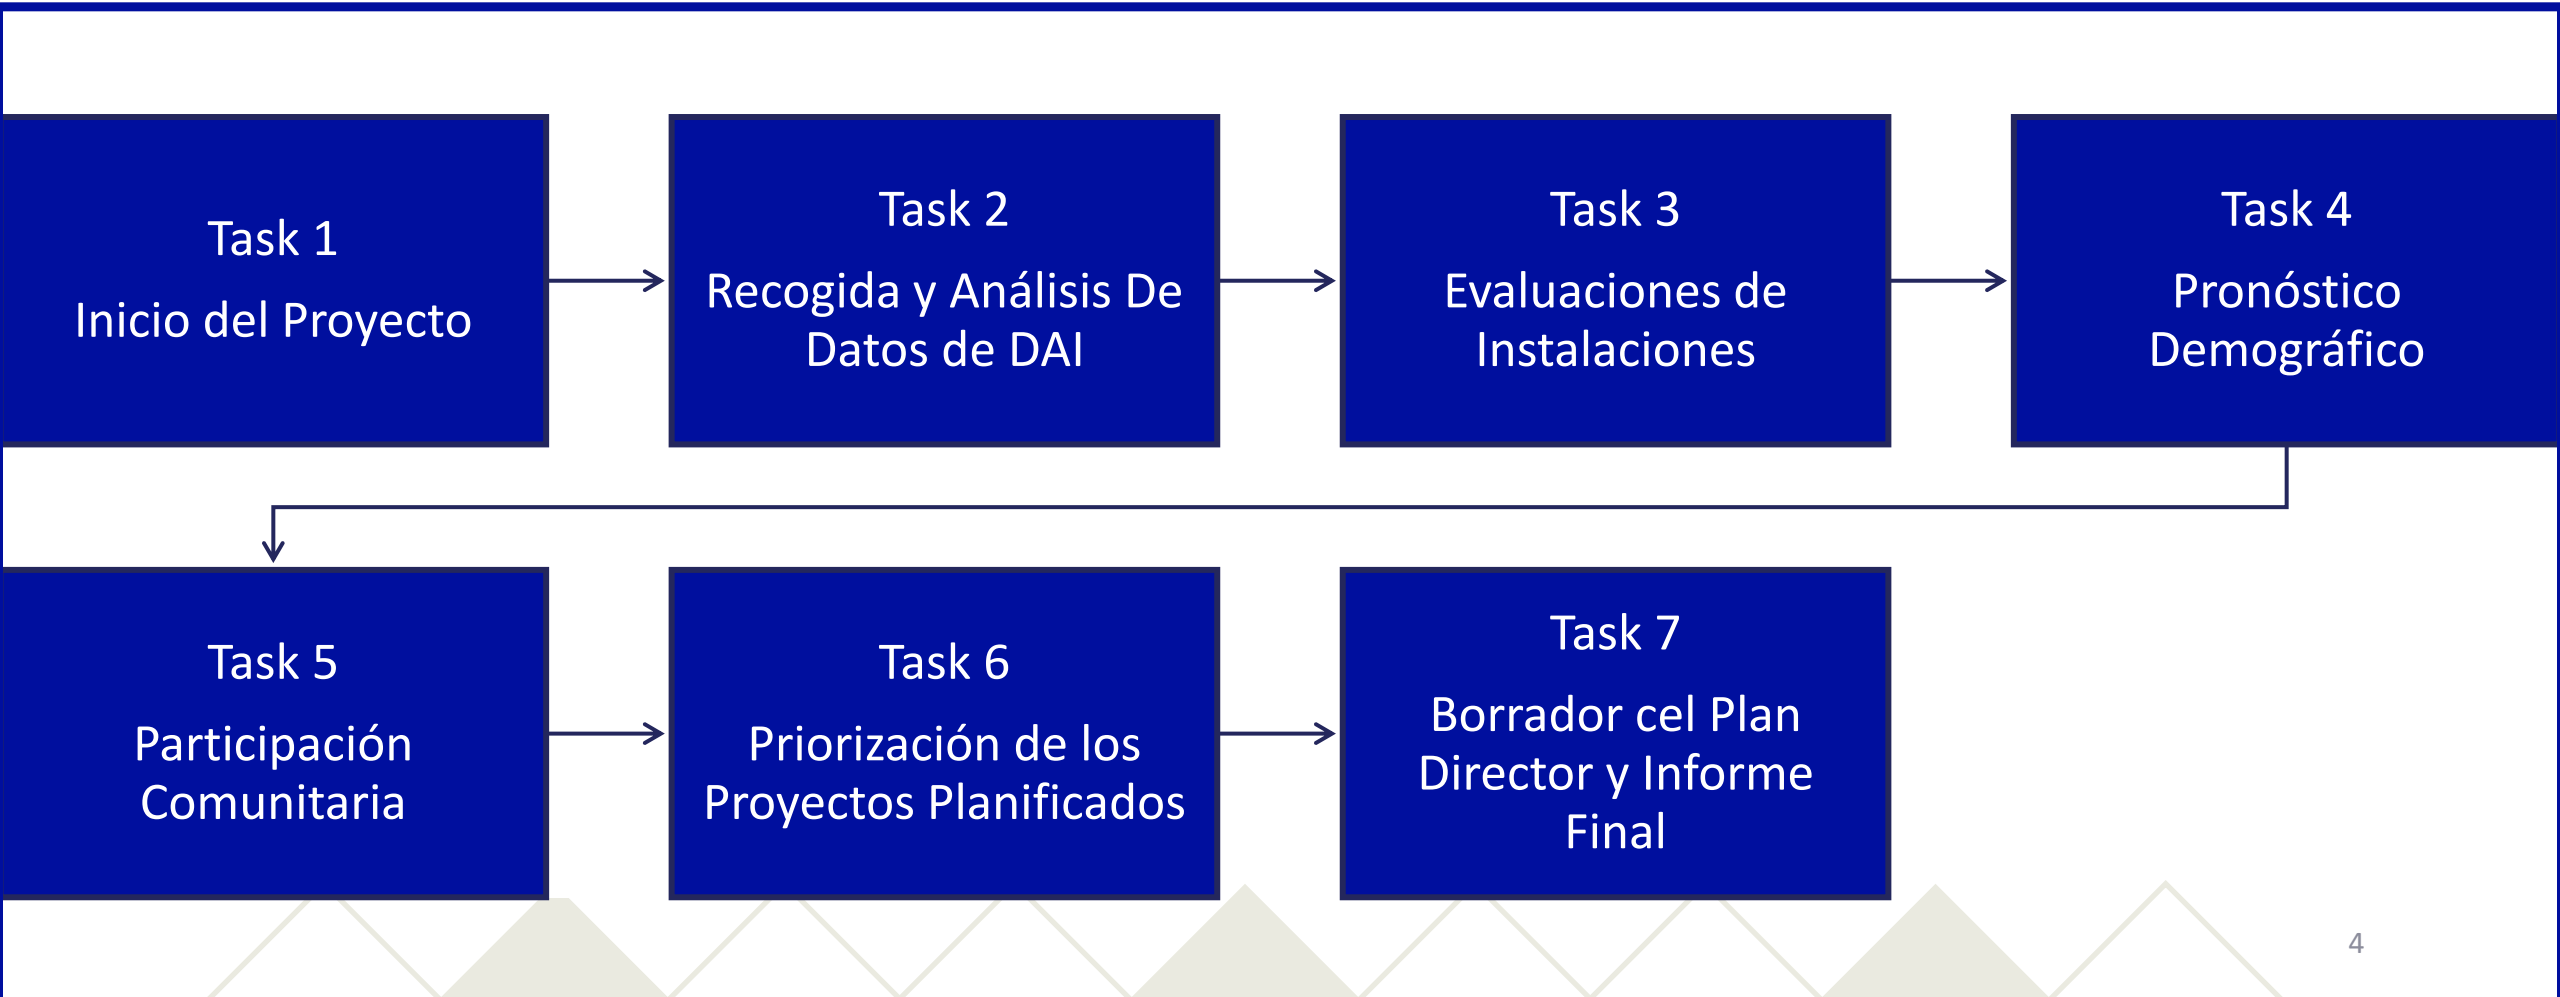 Task 1
Inicio del Proyecto
Task 2
Recogida y Análisis De
Datos de DAI
Task 3
Evaluaciones de
Instalaciones
Task 4
Pronóstico
Demográfico
Task 5
Participación
Comunitaria
Task 6
Priorización de los
Proyectos Planificados
Task 7
Borrador cel Plan
Director y Informe
Final
4